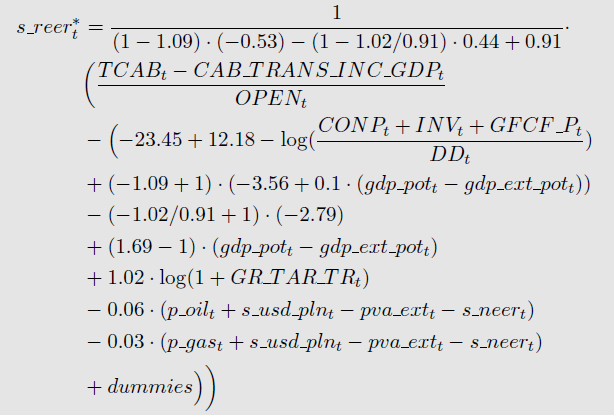 s_reer*_t = 1 / ((1 − 1.09) · (−0.53) − (1 − 1.02/0.91) · 0.44 + 0.91) ·
( (TCAB_t − CAB_TRANS_INC_GDP_t) / OPEN_t
− ( −23.45 + 12.18 − log( (CONP_t + INV_t + GFCF_P_t) / DD_t )
+ (−1.09 + 1) · (−3.56 + 0.1 · (gdp_pot_t − gdp_ext_pot_t))
− (−1.02/0.91 + 1) · (−2.79)
+ (1.69 − 1) · (gdp_pot_t − gdp_ext_pot_t)
+ 1.02 · log(1 + GR_TAR_TR_t)
− 0.06 · (p_oil_t + s_usd_pln_t − pva_ext_t − s_neer_t)
− 0.03 · (p_gas_t + s_usd_pln_t − pva_ext_t − s_neer_t)
+ dummies))